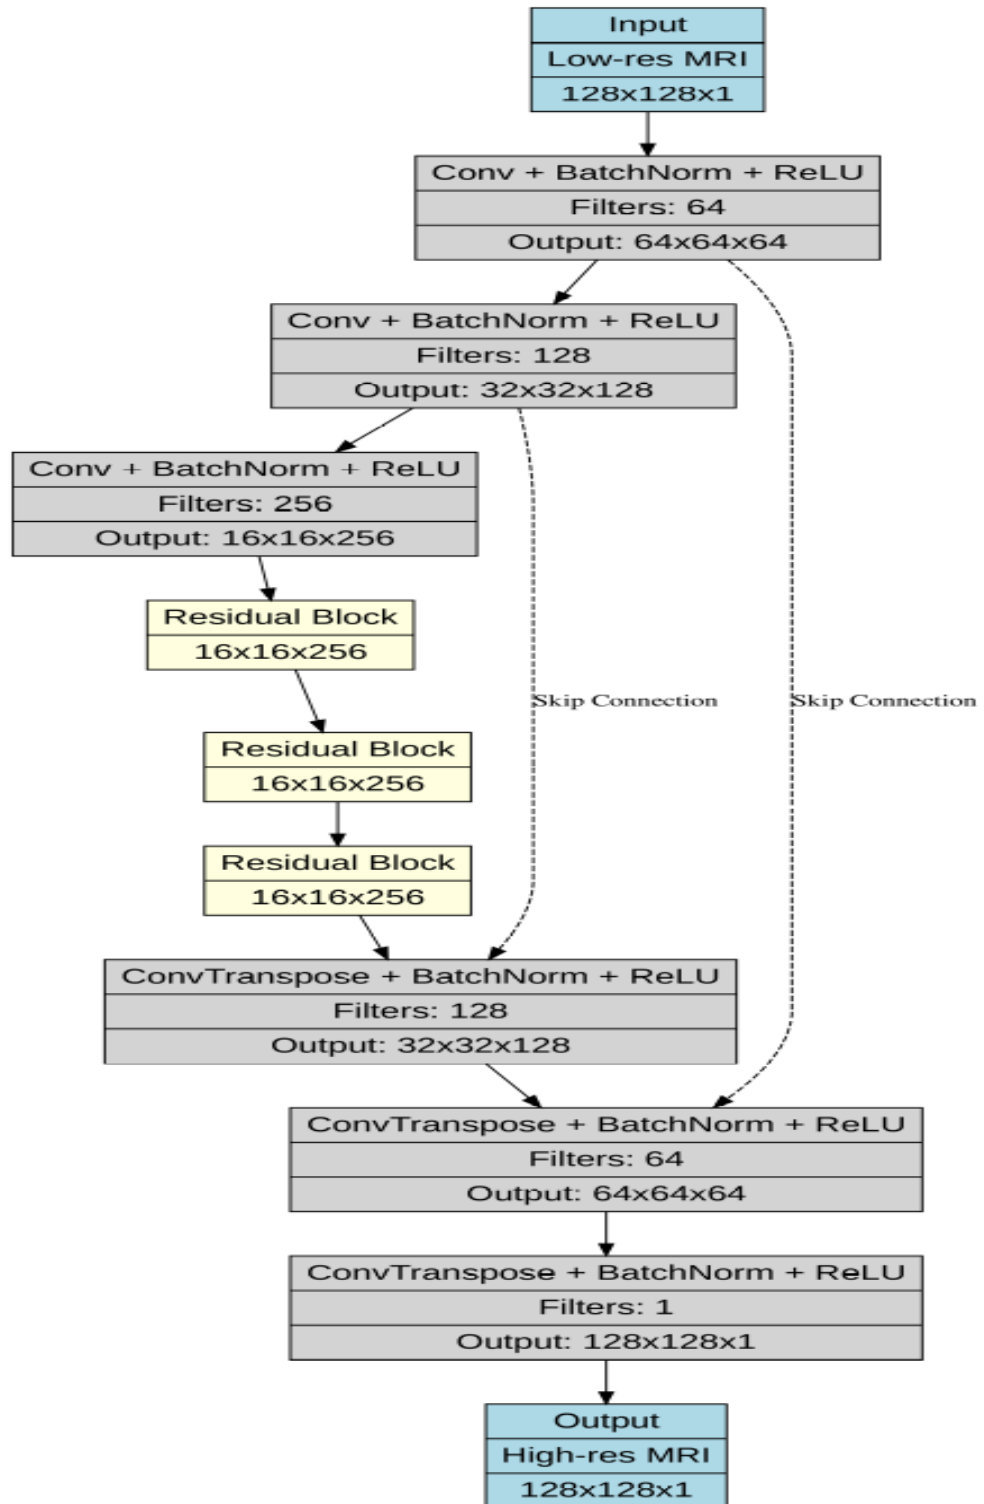 Input
Low-res MRI
128x128x1
Conv + BatchNorm + ReLU
Filters: 64
Output: 64x64x64
Conv + BatchNorm + ReLU
Filters: 128
Output: 32x32x128
Conv + BatchNorm + ReLU
Filters: 256
Output: 16x16x256
Residual Block
16x16x256
Skip Connection
Skip Connection
Residual Block
16x16x256
Residual Block
16x16x256
ConvTranspose + BatchNorm + ReLU
Filters: 128
Output: 32x32x128
ConvTranspose + BatchNorm + ReLU
Filters: 64
Output: 64x64x64
ConvTranspose + BatchNorm + ReLU
Filters: 1
Output: 128x128x1
Output
High-res MRI
128x128x1